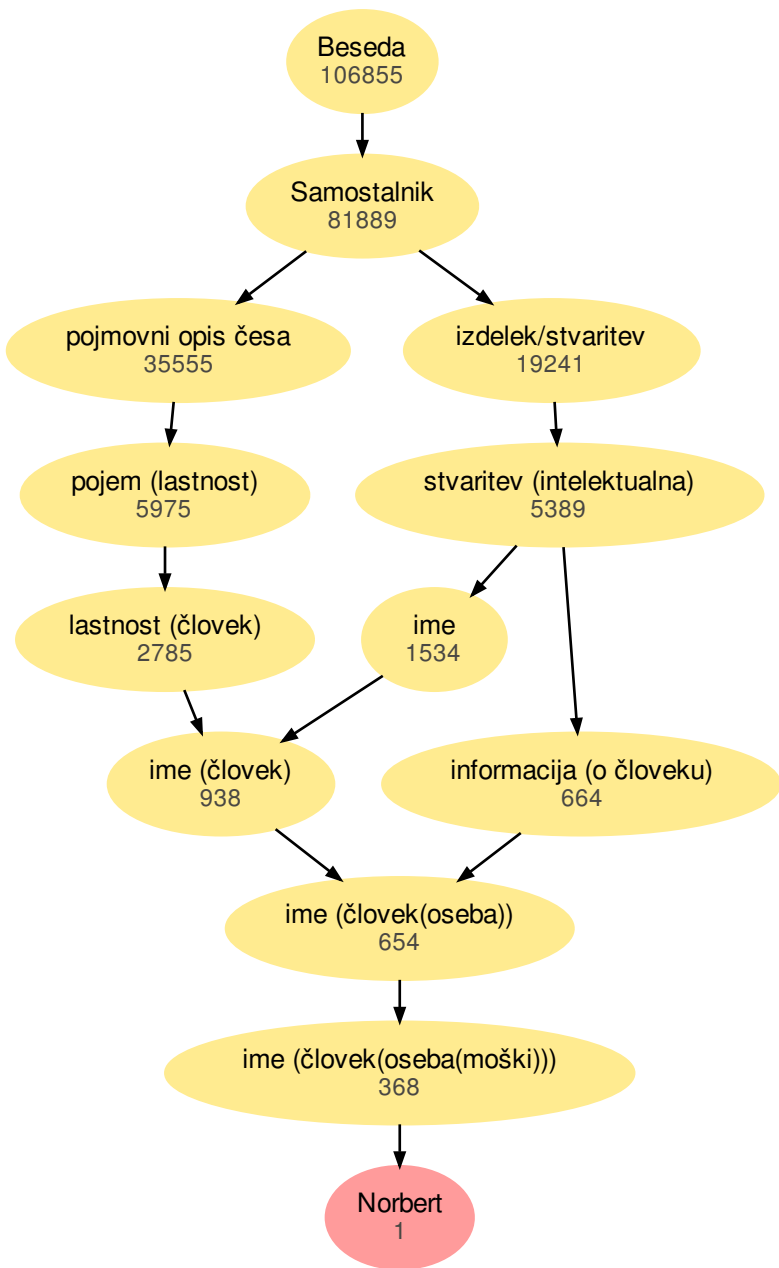 Beseda
106855
Samostalnik
81889
pojmovni opis česa
35555
izdelek/stvaritev
19241
pojem (lastnost)
5975
stvaritev (intelektualna)
5389
lastnost (človek)
2785
ime
1534
ime (človek)
938
informacija (o človeku)
664
ime (človek(oseba))
654
ime (človek(oseba(moški)))
368
Norbert
1